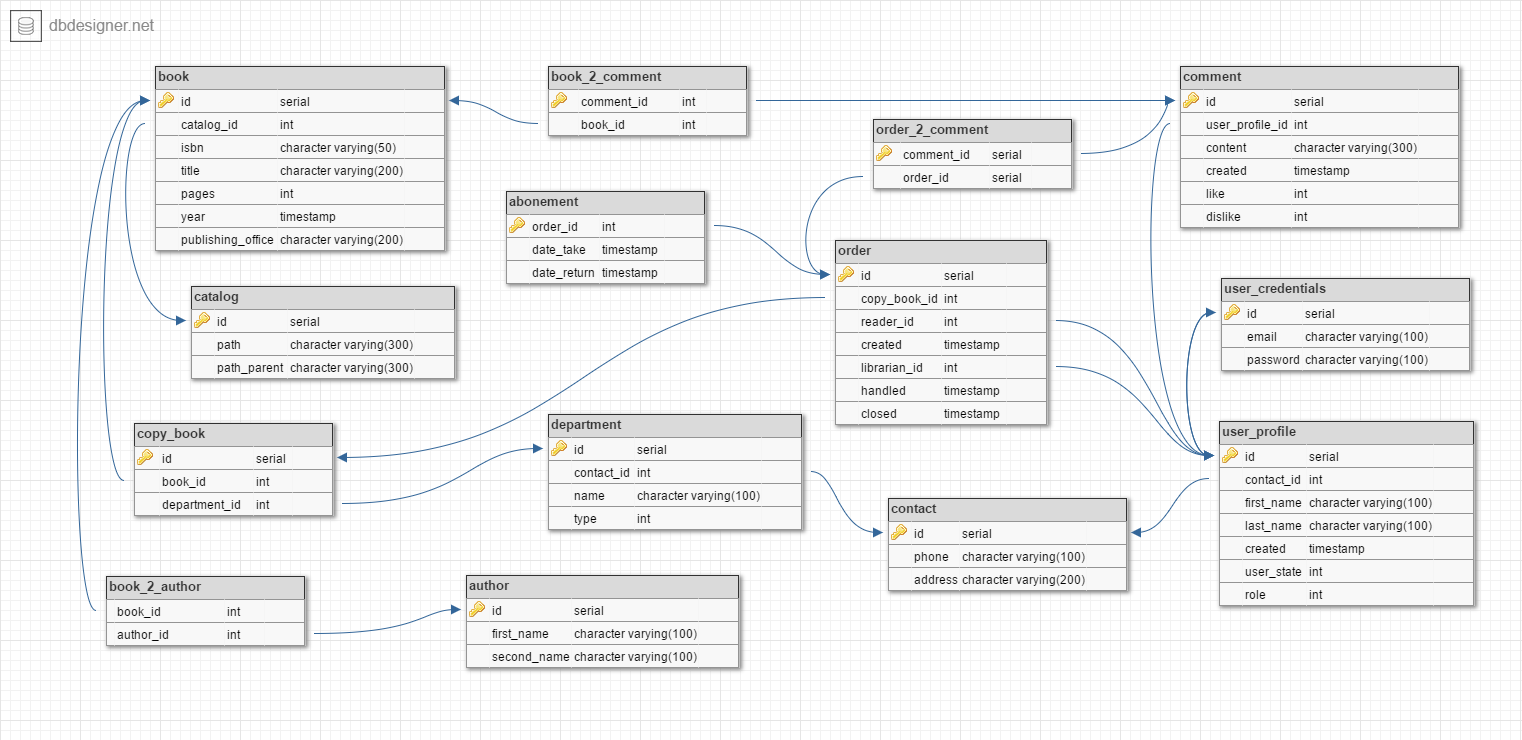 dbdesigner.net
book
id serial
catalog_id int
isbn character varying(50)
title character varying(200)
pages int
year timestamp
publishing_office character varying(200)
book_2_comment
comment_id int
book_id int
comment
id serial
user_profile_id int
content character varying(300)
created timestamp
like int
dislike int
order_2_comment
comment_id serial
order_id serial
abonement
order_id int
date_take timestamp
date_return timestamp
order
id serial
copy_book_id int
reader_id int
created timestamp
librarian_id int
handled timestamp
closed timestamp
catalog
id serial
path character varying(300)
path_parent character varying(300)
user_credentials
id serial
email character varying(100)
password character varying(100)
copy_book
id serial
book_id int
department_id int
department
id serial
contact_id int
name character varying(100)
type int
user_profile
id serial
contact_id int
first_name character varying(100)
last_name character varying(100)
created timestamp
user_state int
role int
contact
id serial
phone character varying(100)
address character varying(200)
book_2_author
book_id int
author_id int
author
id serial
first_name character varying(100)
second_name character varying(100)